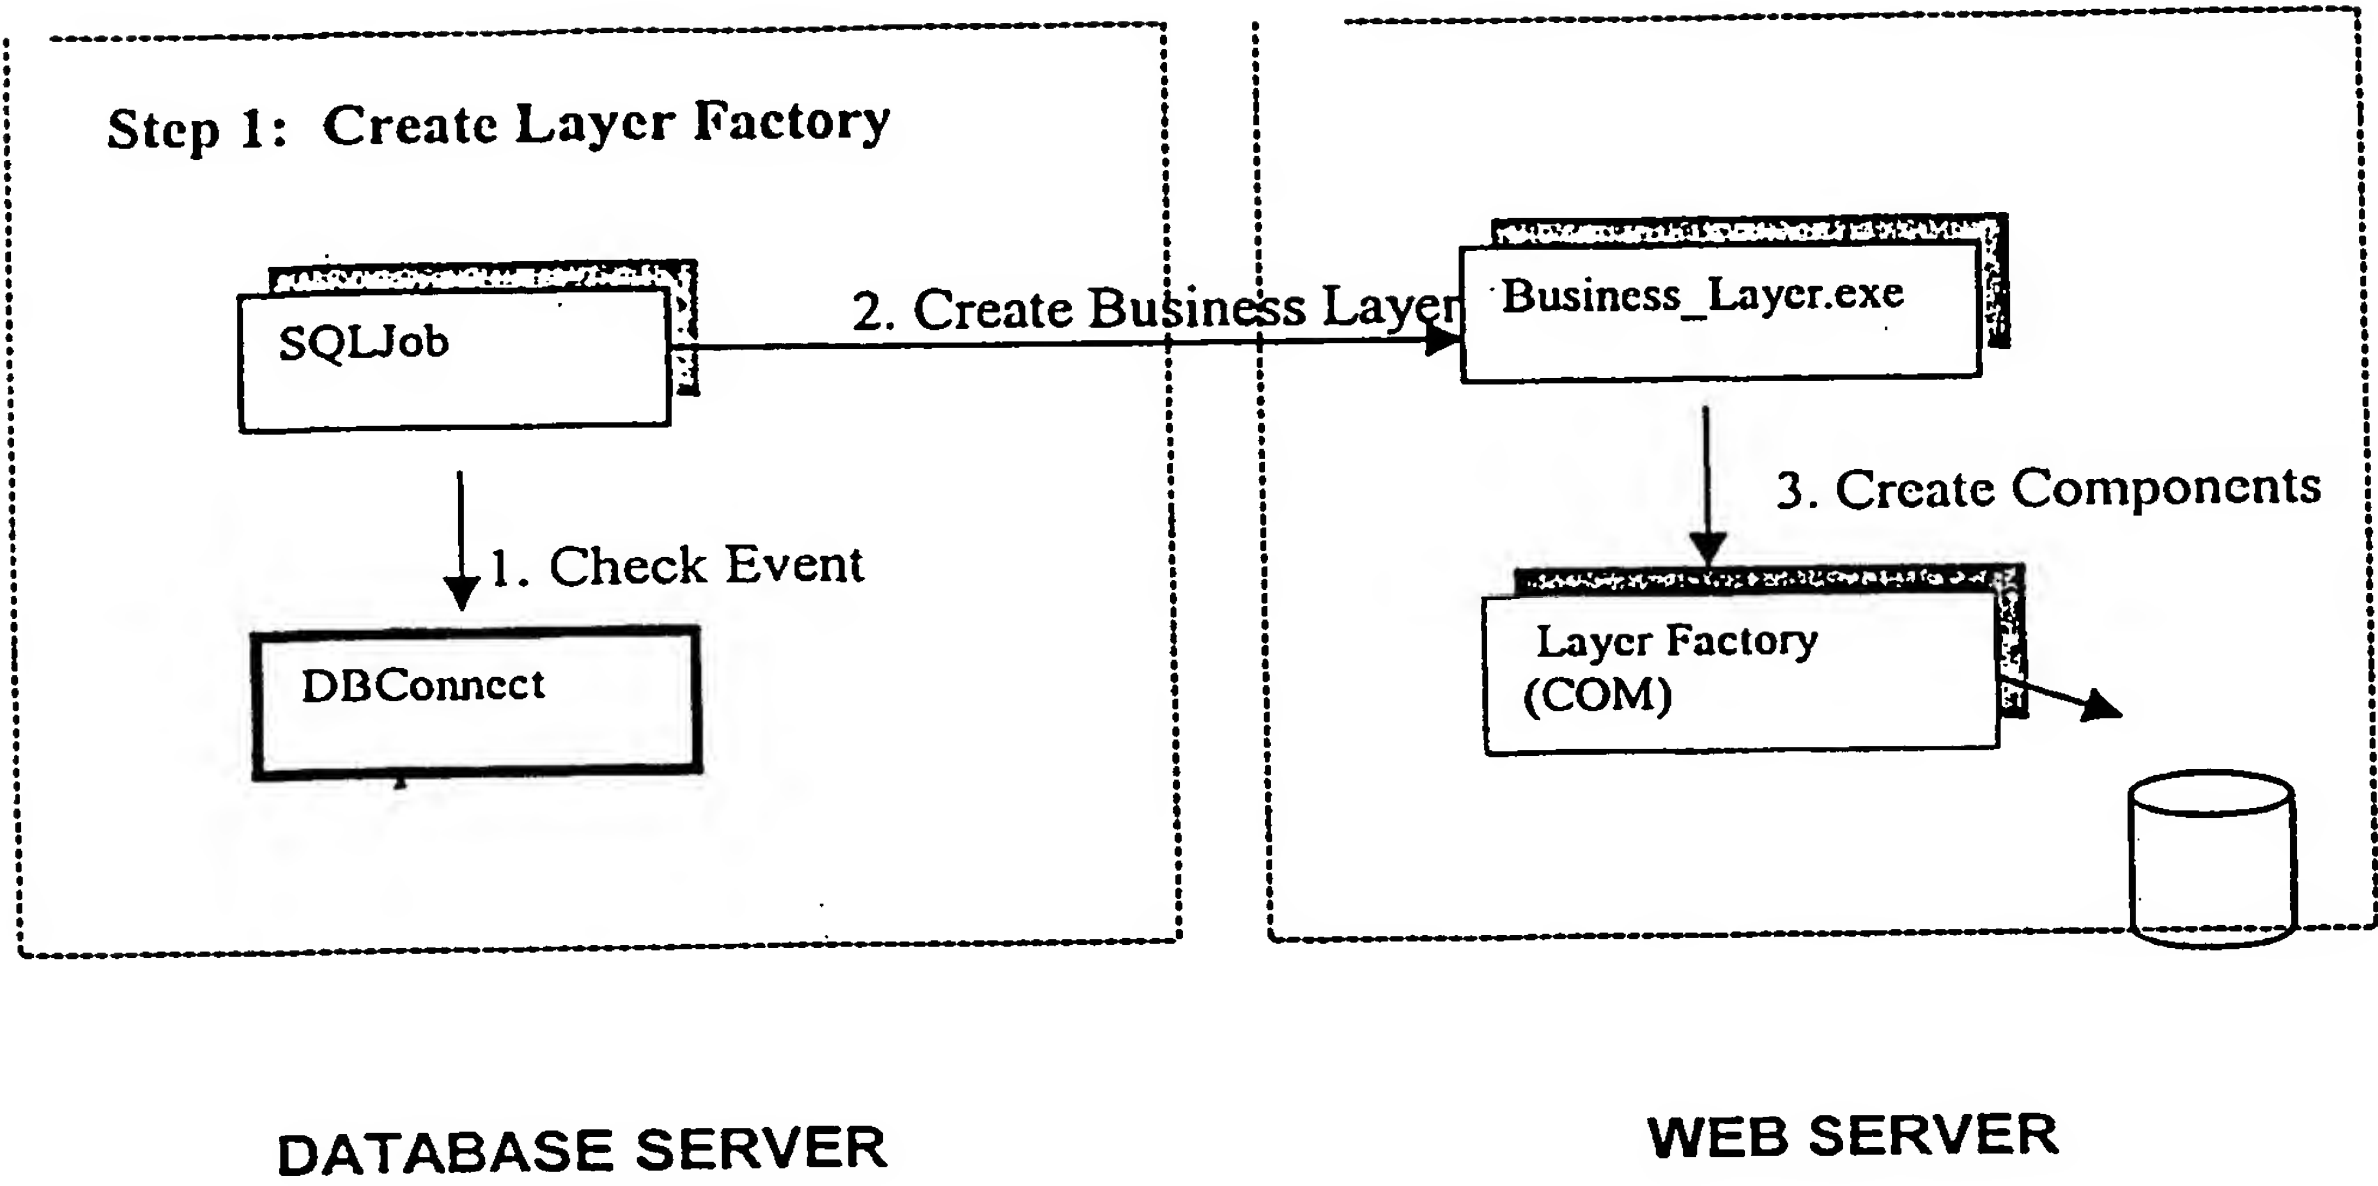 Step 1: Create Layer Factory
SQLJob
2. Create Business Layer
Business_Layer.exe
1. Check Event
3. Create Components
DBConnect
Layer Factory
(COM)
DATABASE SERVER
WEB SERVER